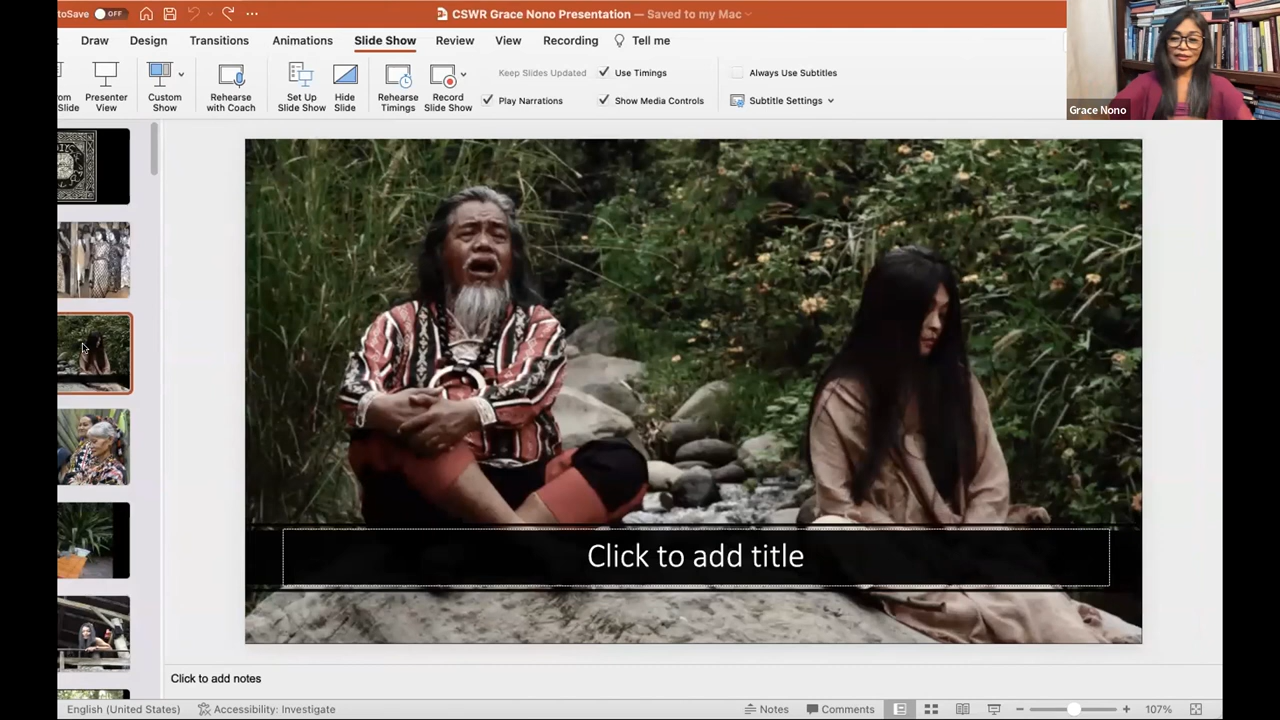 toSave OFF
CSWR Grace Nono Presentation — Saved to my Mac
Draw Design Transitions Animations Slide Show Review View Recording Tell me
Presenter View
Custom Show
Rehearse with Coach
Set Up Slide Show
Hide Slide
Rehearse Timings
Record Slide Show
Keep Slides Updated
Use Timings
Play Narrations
Show Media Controls
Always Use Subtitles
Subtitle Settings
om
Slide
Grace Nono
Click to add title
Click to add notes
English (United States) Accessibility: Investigate Notes Comments 107%